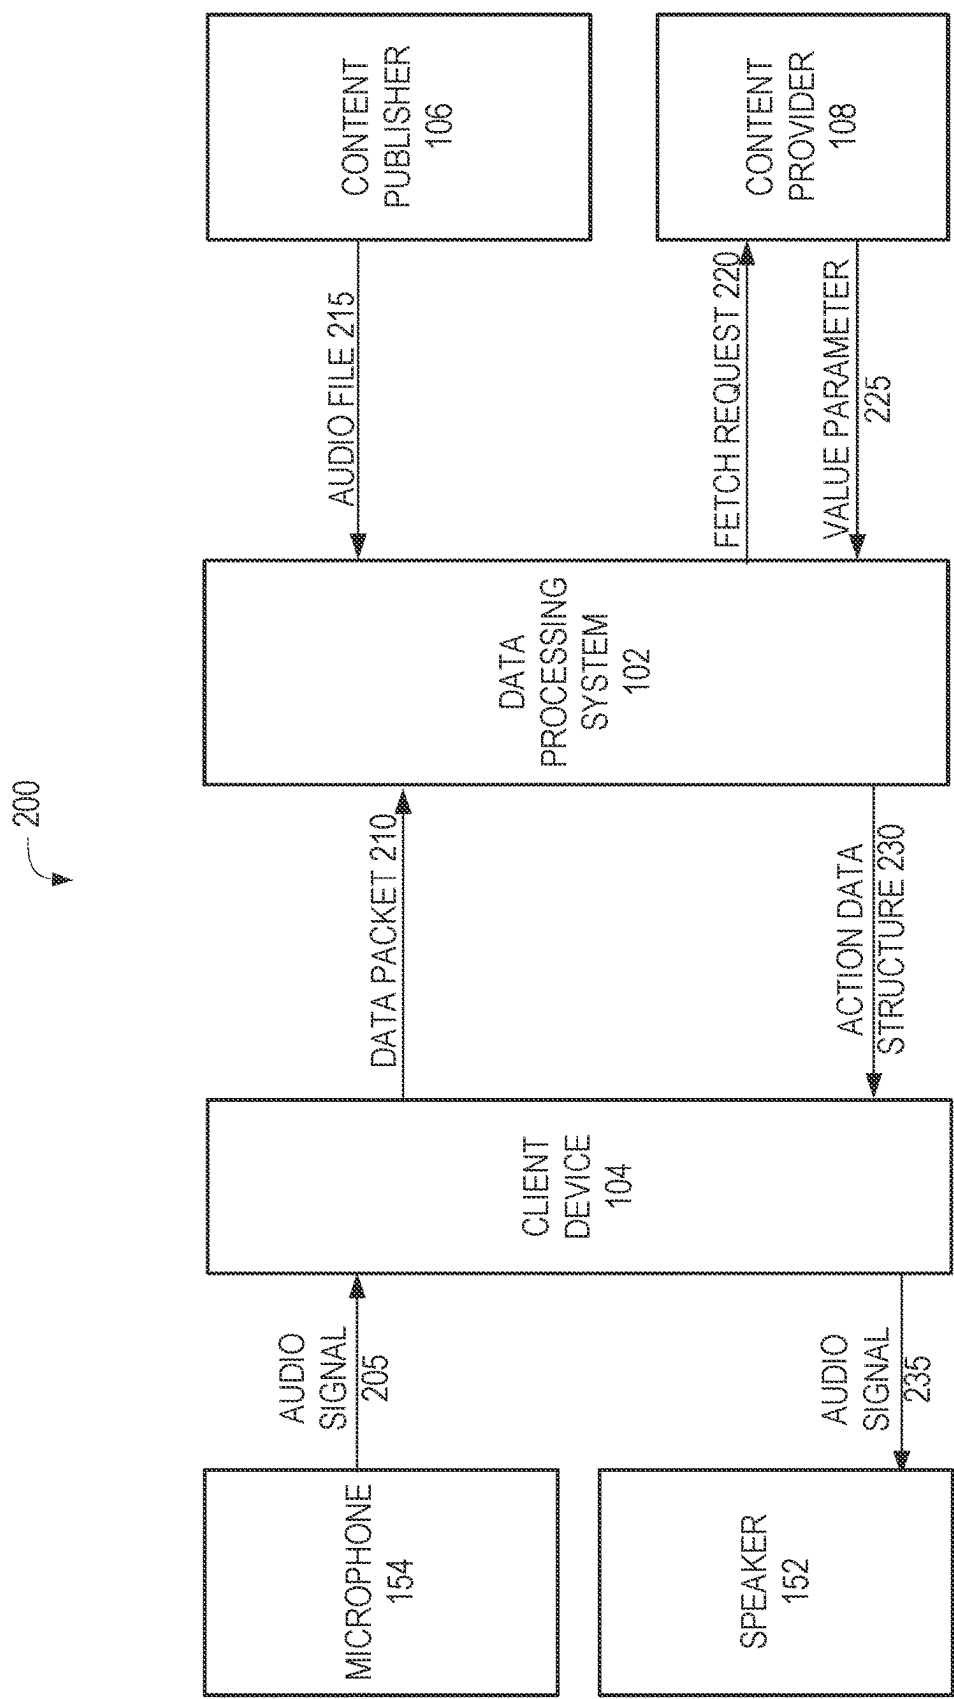 200
MICROPHONE
154
AUDIO
SIGNAL
205
SPEAKER
152
AUDIO
SIGNAL
235
CLIENT
DEVICE
104
DATA PACKET 210
ACTION DATA
STRUCTURE 230
DATA
PROCESSING
SYSTEM
102
AUDIO FILE 215
FETCH REQUEST 220
VALUE PARAMETER
225
CONTENT
PUBLISHER
106
CONTENT
PROVIDER
108